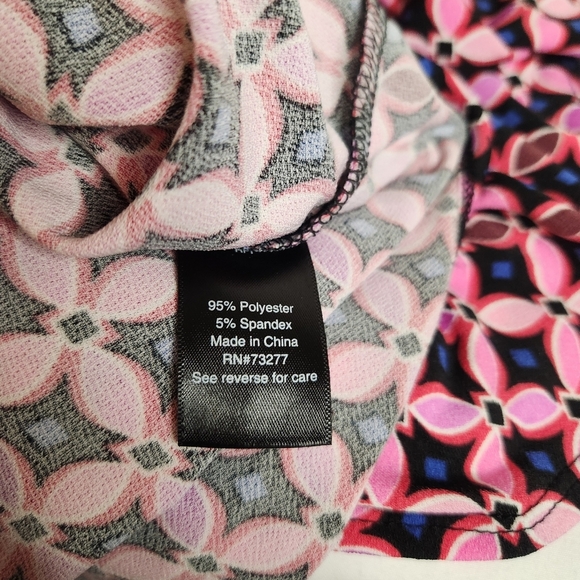 95% Polyester
5% Spandex
Made in China
RN#73277
See reverse for care